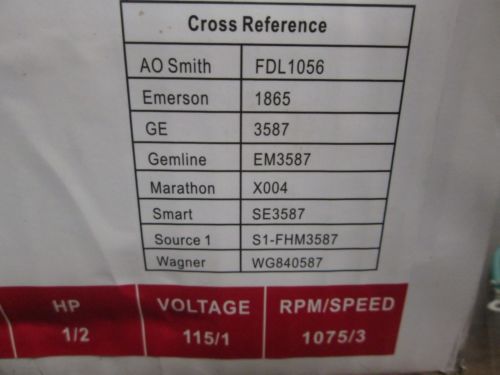 Cross Reference
AO Smith FDL1056
Emerson 1865
GE 3587
Gemline EM3587
Marathon X004
Smart SE3587
Source 1 S1-FHM3587
Wagner WG840587
HP VOLTAGE RPM/SPEED
1/2 115/1 1075/3